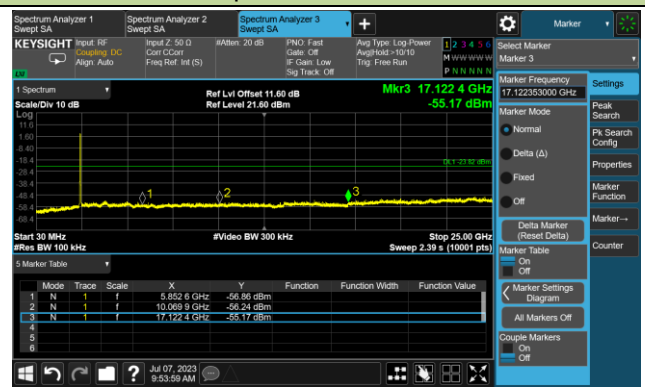 Spectrum Analyzer 1
Swept SA
Spectrum Analyzer 2
Swept SA
Spectrum Analyzer 3
Swept SA
Marker
KEYSIGHT
Input: RF
Coupling: DC
Align: Auto
Input Z: 50 Ω
Corr CCorr
Freq Ref: Int (S)
#Atten: 20 dB
PNO: Fast
Gate: Off
IF Gain: Low
Sig Track: Off
Avg Type: Log-Power
Avg|Hold:>10/10
Trig: Free Run
1 2 3 4 5 6
M W W W W W
P N N N N N
LU
Select Marker
Marker 3
1 Spectrum
Scale/Div 10 dB
Log
Ref Lvl Offset 11.60 dB
Ref Level 21.60 dBm
Mkr3 17.122 4 GHz
-55.17 dBm
11.6
1.60
-8.40
-18.4
-28.4
-38.4
-48.4
-58.4
-68.4
DL1 -23.82 dBm
1
2
3
Start 30 MHz
#Res BW 100 kHz
#Video BW 300 kHz
Stop 25.00 GHz
Sweep 2.39 s (10001 pts)
5 Marker Table
Mode Trace Scale X Y Function Function Width Function Value
1 N 1 f 5.852 6 GHz -56.86 dBm
2 N 1 f 10.069 9 GHz -56.24 dBm
3 N 1 f 17.122 4 GHz -55.17 dBm
4
5
6
Marker Frequency
17.122353000 GHz
Marker Mode
Normal
Delta (Δ)
Fixed
Off
Delta Marker
(Reset Delta)
Marker Table
On
Off
Marker Settings
Diagram
All Markers Off
Couple Markers
On
Off
Settings
Peak
Search
Pk Search
Config
Properties
Marker
Function
Marker→
Counter
?
Jul 07, 2023
9:53:59 AM